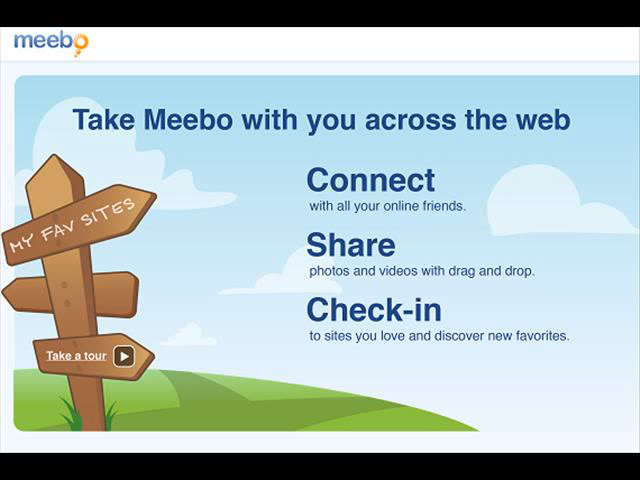 meebo
Take Meebo with you across the web
MY FAV SITES
Connect
with all your online friends.
Share
photos and videos with drag and drop.
Check-in
to sites you love and discover new favorites.
Take a tour